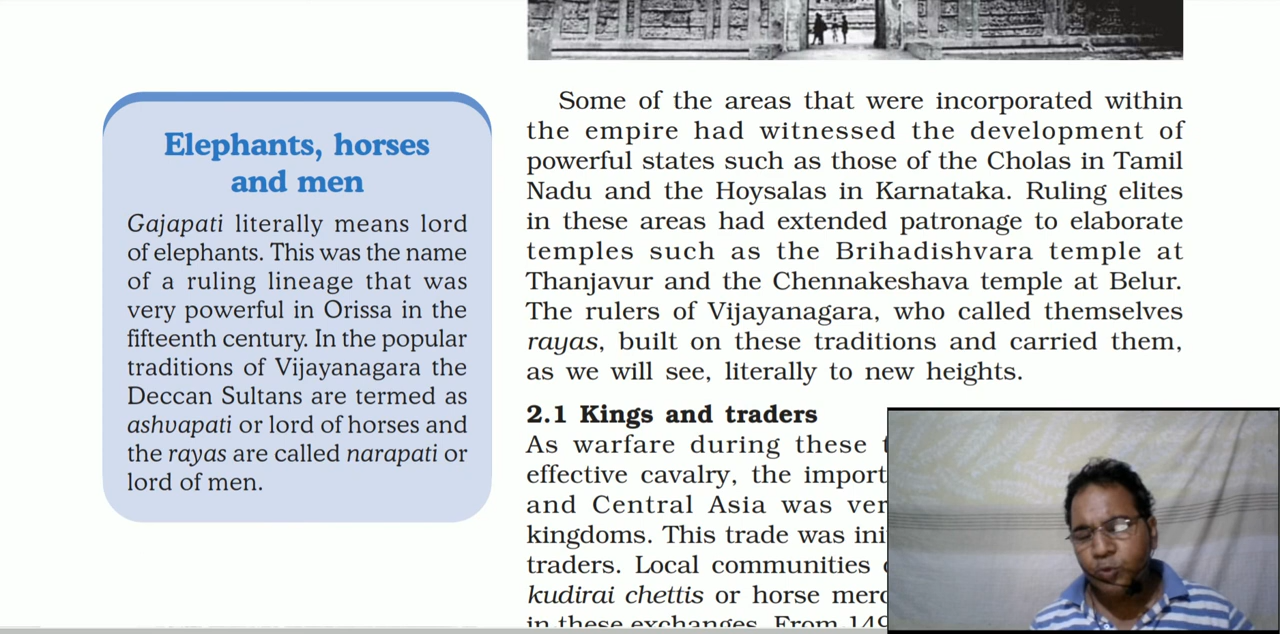 Elephants, horses
and men
Gajapati literally means lord
of elephants. This was the name
of a ruling lineage that was
very powerful in Orissa in the
fifteenth century. In the popular
traditions of Vijayanagara the
Deccan Sultans are termed as
ashvapati or lord of horses and
the rayas are called narapati or
lord of men.
Some of the areas that were incorporated within
the empire had witnessed the development of
powerful states such as those of the Cholas in Tamil
Nadu and the Hoysalas in Karnataka. Ruling elites
in these areas had extended patronage to elaborate
temples such as the Brihadishvara temple at
Thanjavur and the Chennakeshava temple at Belur.
The rulers of Vijayanagara, who called themselves
rayas, built on these traditions and carried them,
as we will see, literally to new heights.
2.1 Kings and traders
As warfare during these
effective cavalry, the import
and Central Asia was
kingdoms. This trade was
traders. Local communities
kudirai chettis or horse
in these exchanges. From